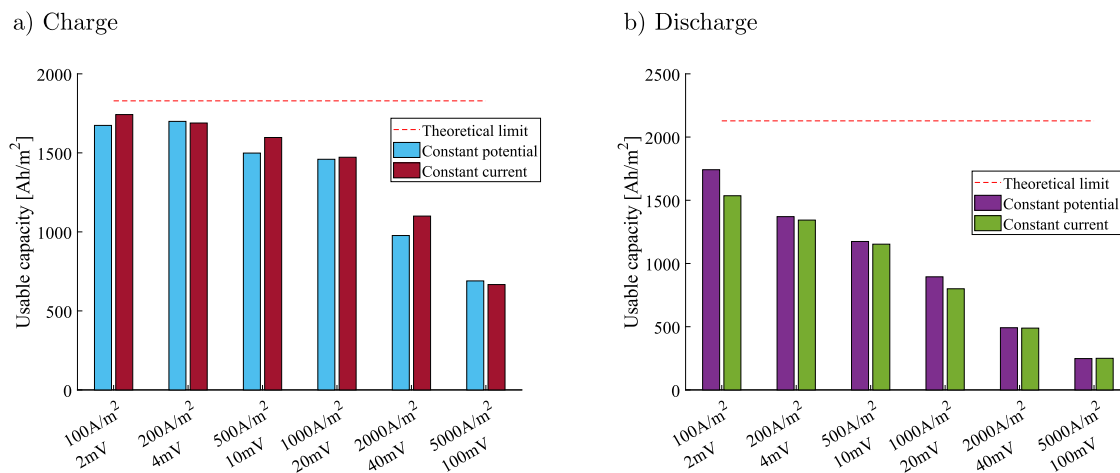 a) Charge
2000
1500
1000
500
0
Usable capacity [Ah/m²]
Theoretical limit
Constant potential
Constant current
100A/m²
2mV
200A/m²
4mV
500A/m²
10mV
1000A/m²
20mV
2000A/m²
40mV
5000A/m²
100mV
b) Discharge
2500
2000
1500
1000
500
0
Usable capacity [Ah/m²]
Theoretical limit
Constant potential
Constant current
100A/m²
2mV
200A/m²
4mV
500A/m²
10mV
1000A/m²
20mV
2000A/m²
40mV
5000A/m²
100mV